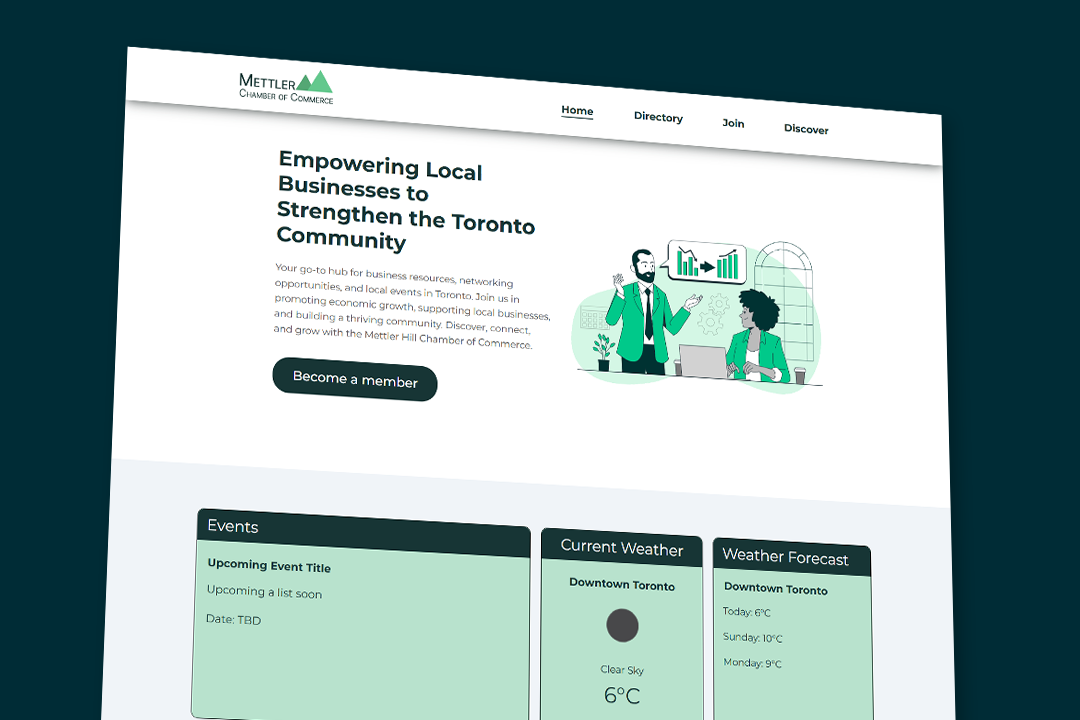 METTLER
CHAMBER OF COMMERCE
Home Directory Join Discover
Empowering Local
Businesses to
Strengthen the Toronto
Community
Your go-to hub for business resources, networking
opportunities, and local events in Toronto. Join us in
promoting economic growth, supporting local businesses,
and building a thriving community. Discover, connect,
and grow with the Mettler Hill Chamber of Commerce.
Become a member
Events
Upcoming Event Title
Upcoming a list soon
Date: TBD
Current Weather
Downtown Toronto
Clear Sky
6°C
Weather Forecast
Downtown Toronto
Today: 6°C
Sunday: 10°C
Monday: 9°C